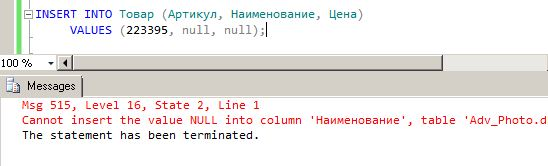 INSERT INTO Товар (Артикул, Наименование, Цена)
VALUES (223395, null, null);
100 %
Messages
Msg 515, Level 16, State 2, Line 1
Cannot insert the value NULL into column 'Наименование', table 'Adv_Photo.d
The statement has been terminated.